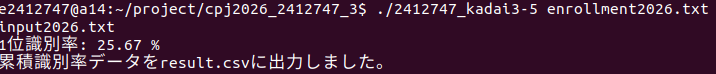 e2412747@a14:~/project/cpj2026_2412747_3$ ./2412747_kadai3-5 enrollment2026.txt
input2026.txt
1位識別率: 25.67 %
累積識別率データをresult.csvに出力しました。